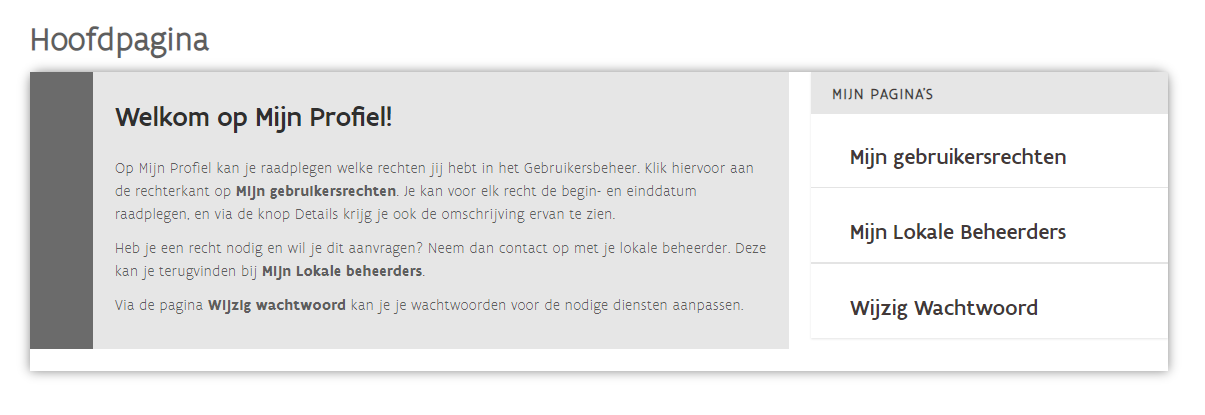 Hoofdpagina
Welkom op Mijn Profiel!
Op Mijn Profiel kan je raadplegen welke rechten jij hebt in het Gebruikersbeheer. Klik hiervoor aan
de rechterkant op Mijn gebruikersrechten. Je kan voor elk recht de begin- en einddatum
raadplegen, en via de knop Details krijg je ook de omschrijving ervan te zien.
Heb je een recht nodig en wil je dit aanvragen? Neem dan contact op met je lokale beheerder. Deze
kan je terugvinden bij Mijn Lokale beheerders.
Via de pagina Wijzig wachtwoord kan je je wachtwoorden voor de nodige diensten aanpassen.
MIJN PAGINA'S
Mijn gebruikersrechten
Mijn Lokale Beheerders
Wijzig Wachtwoord